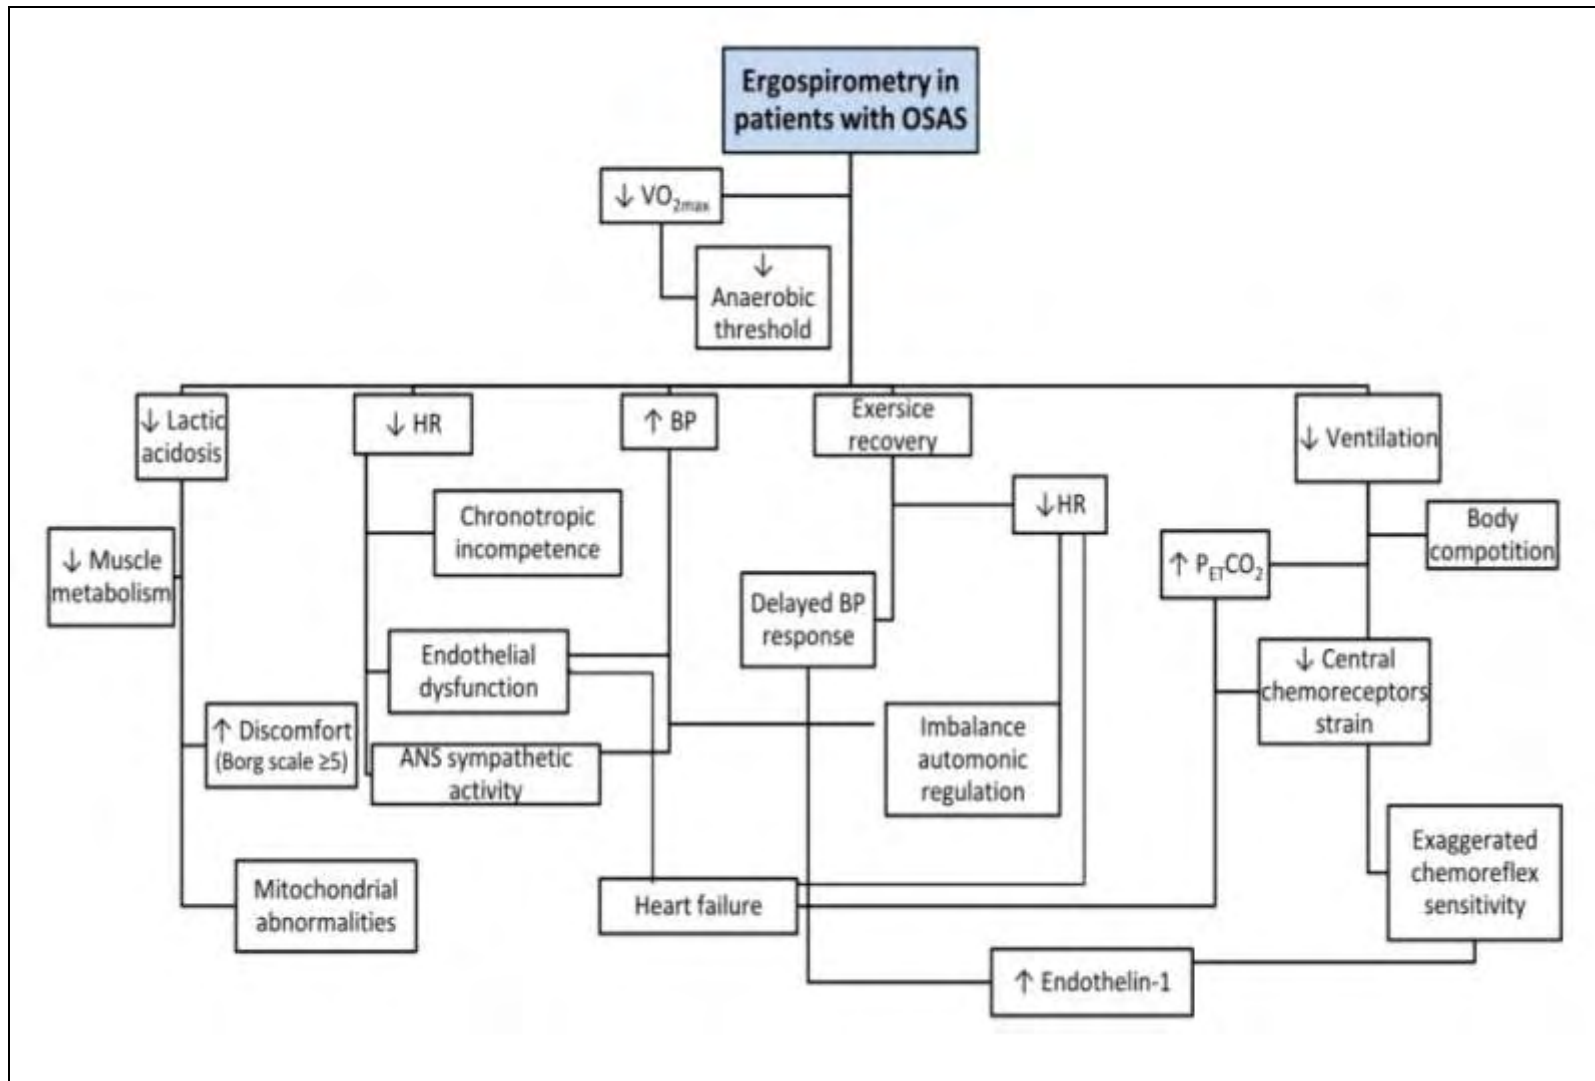 Ergospirometry in
patients with OSAS
↓ VO2max
↓
Anaerobic
threshold
↓ Lactic
acidosis
↓ HR
↑ BP
Exersice
recovery
↓ Ventilation
↓ Muscle
metabolism
Chronotropic
incompetence
↓HR
Body
compotition
↑ PETCO2
Delayed BP
response
Endothelial
dysfunction
↓ Central
chemoreceptors
strain
↑ Discomfort
(Borg scale ≥5)
ANS sympathetic
activity
Imbalance
automonic
regulation
Mitochondrial
abnormalities
Heart failure
Exaggerated
chemoreflex
sensitivity
↑ Endothelin-1